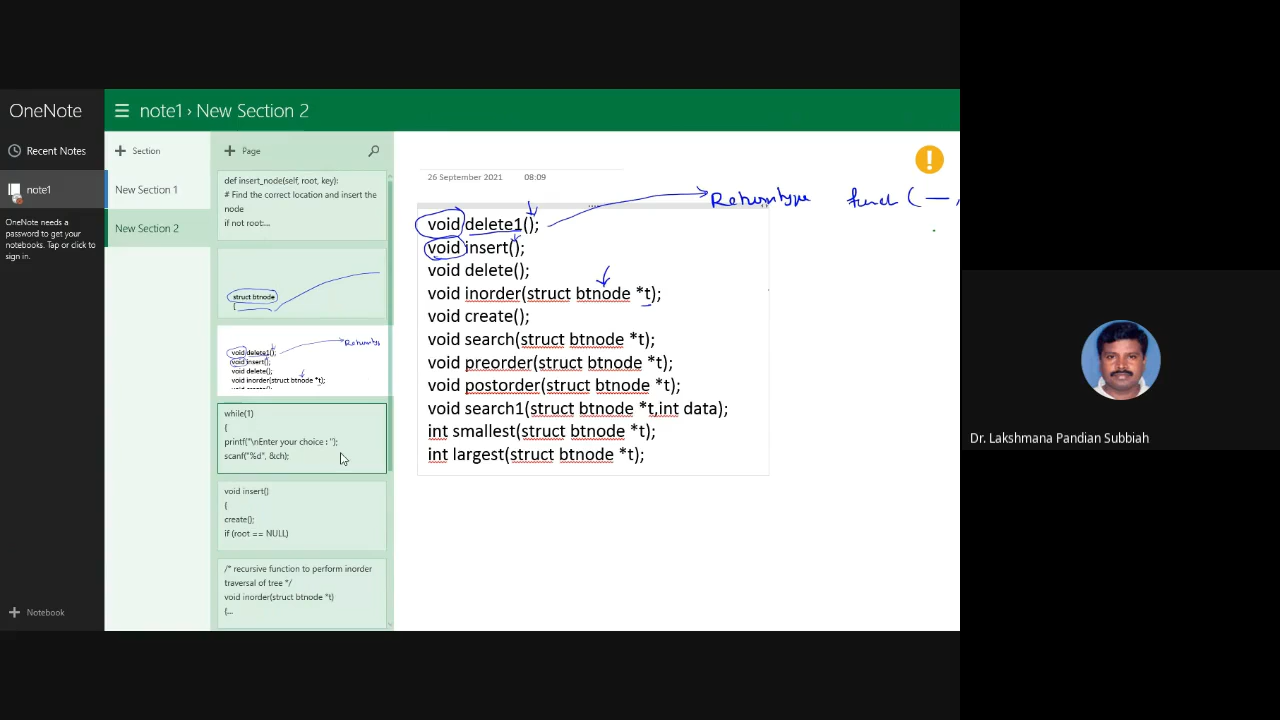 OneNote
note1 › New Section 2
Recent Notes
note1
OneNote needs a
password to get your
notebooks. Tap or click to
sign in.
Notebook
Section
New Section 1
New Section 2
Page
def insert_node(self, root, key):
# Find the correct location and insert the
node
if not root:...
struct btnode
{
void delete1();
void insert();
void delete();
void inorder(struct btnode *t);
void create();
while(1)
{
printf("\nEnter your choice : ");
scanf("%d", &ch);
void insert()
{
create();
if (root == NULL)
/* recursive function to perform inorder
traversal of tree */
void inorder(struct btnode *t)
{...
26 September 2021 08:09
Returntype func ( —,
void delete1();
void insert();
void delete();
void inorder(struct btnode *t);
void create();
void search(struct btnode *t);
void preorder(struct btnode *t);
void postorder(struct btnode *t);
void search1(struct btnode *t,int data);
int smallest(struct btnode *t);
int largest(struct btnode *t);
Dr. Lakshmana Pandian Subbiah